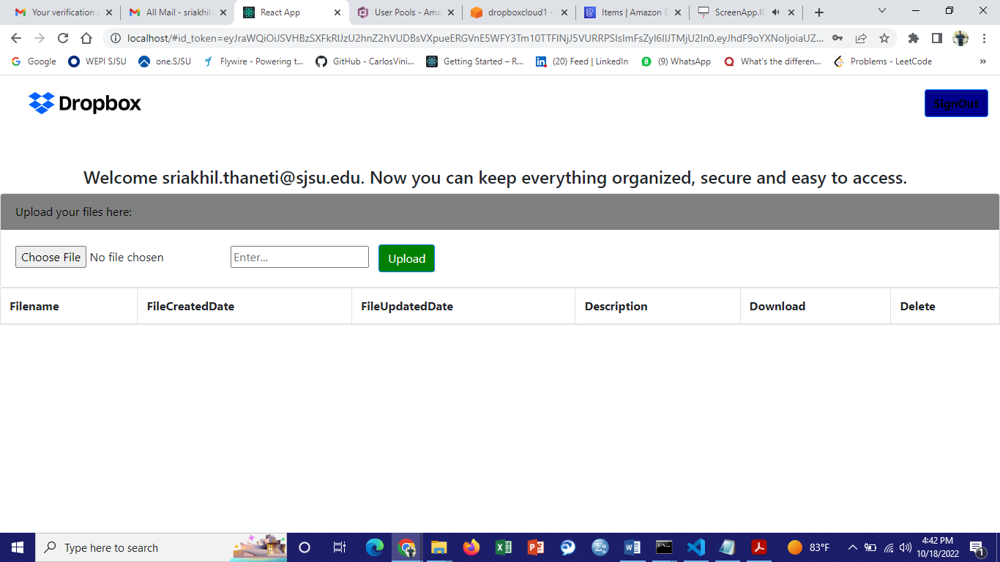 Your verification
All Mail - sriakhil.
React App
User Pools - Ama
dropboxcloud1 -
Items | Amazon D
ScreenApp.IO
localhost/#id_token=
Google
WEPI SJSU
one.SJSU
Flywire - Powering t...
GitHub - CarlosVini...
Getting Started – R...
(20) Feed | LinkedIn
(9) WhatsApp
What's the differen...
Problems - LeetCode
»
Dropbox
SignOut
Welcome sriakhil.thaneti@sjsu.edu. Now you can keep everything organized, secure and easy to access.
Upload your files here:
Choose File No file chosen
Enter...
Upload
Filename FileCreatedDate FileUpdatedDate Description Download Delete
Type here to search
83°F
4:42 PM
10/18/2022
1